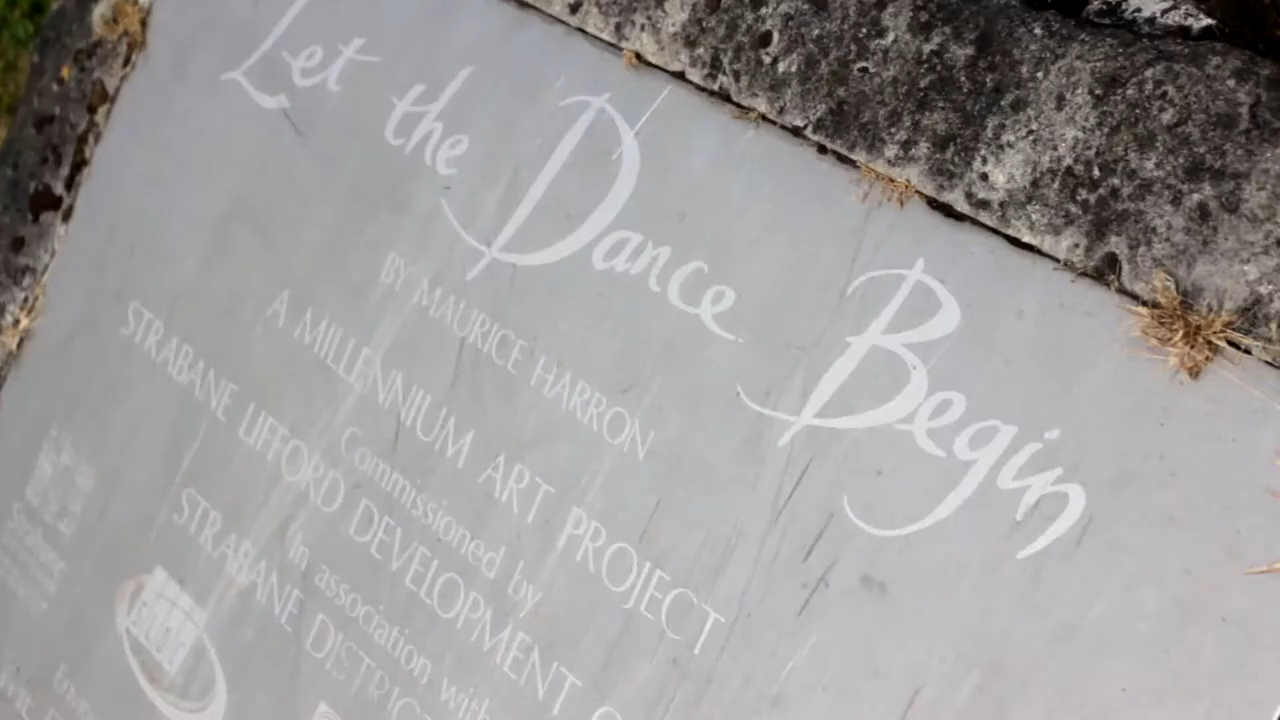 Let the Dance Begin
BY MAURICE HARRON
A MILLENNIUM ART PROJECT
Commissioned by
STRABANE LIFFORD DEVELOPMENT
In association with
STRABANE DISTRICT